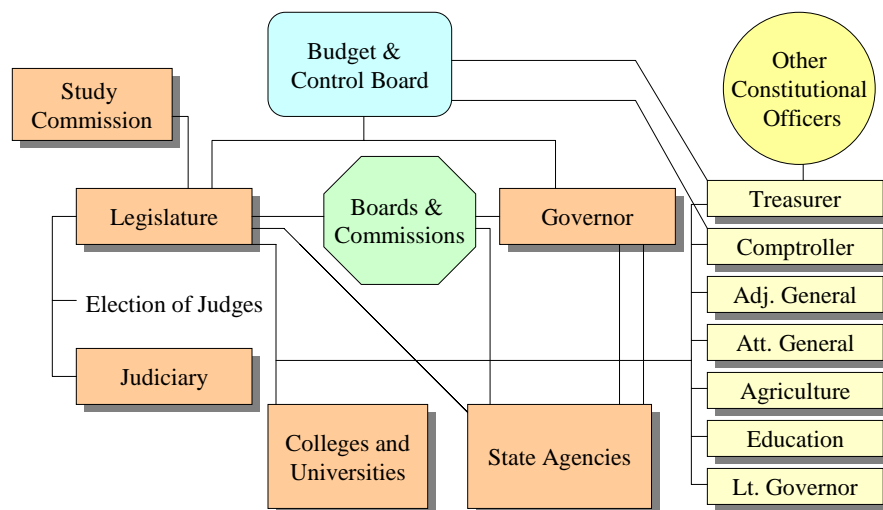 Budget &
Control Board
Other
Constitutional
Officers
Study
Commission
Legislature
Boards &
Commissions
Governor
Treasurer
Comptroller
Adj. General
Att. General
Agriculture
Education
Lt. Governor
Election of Judges
Judiciary
Colleges and
Universities
State Agencies